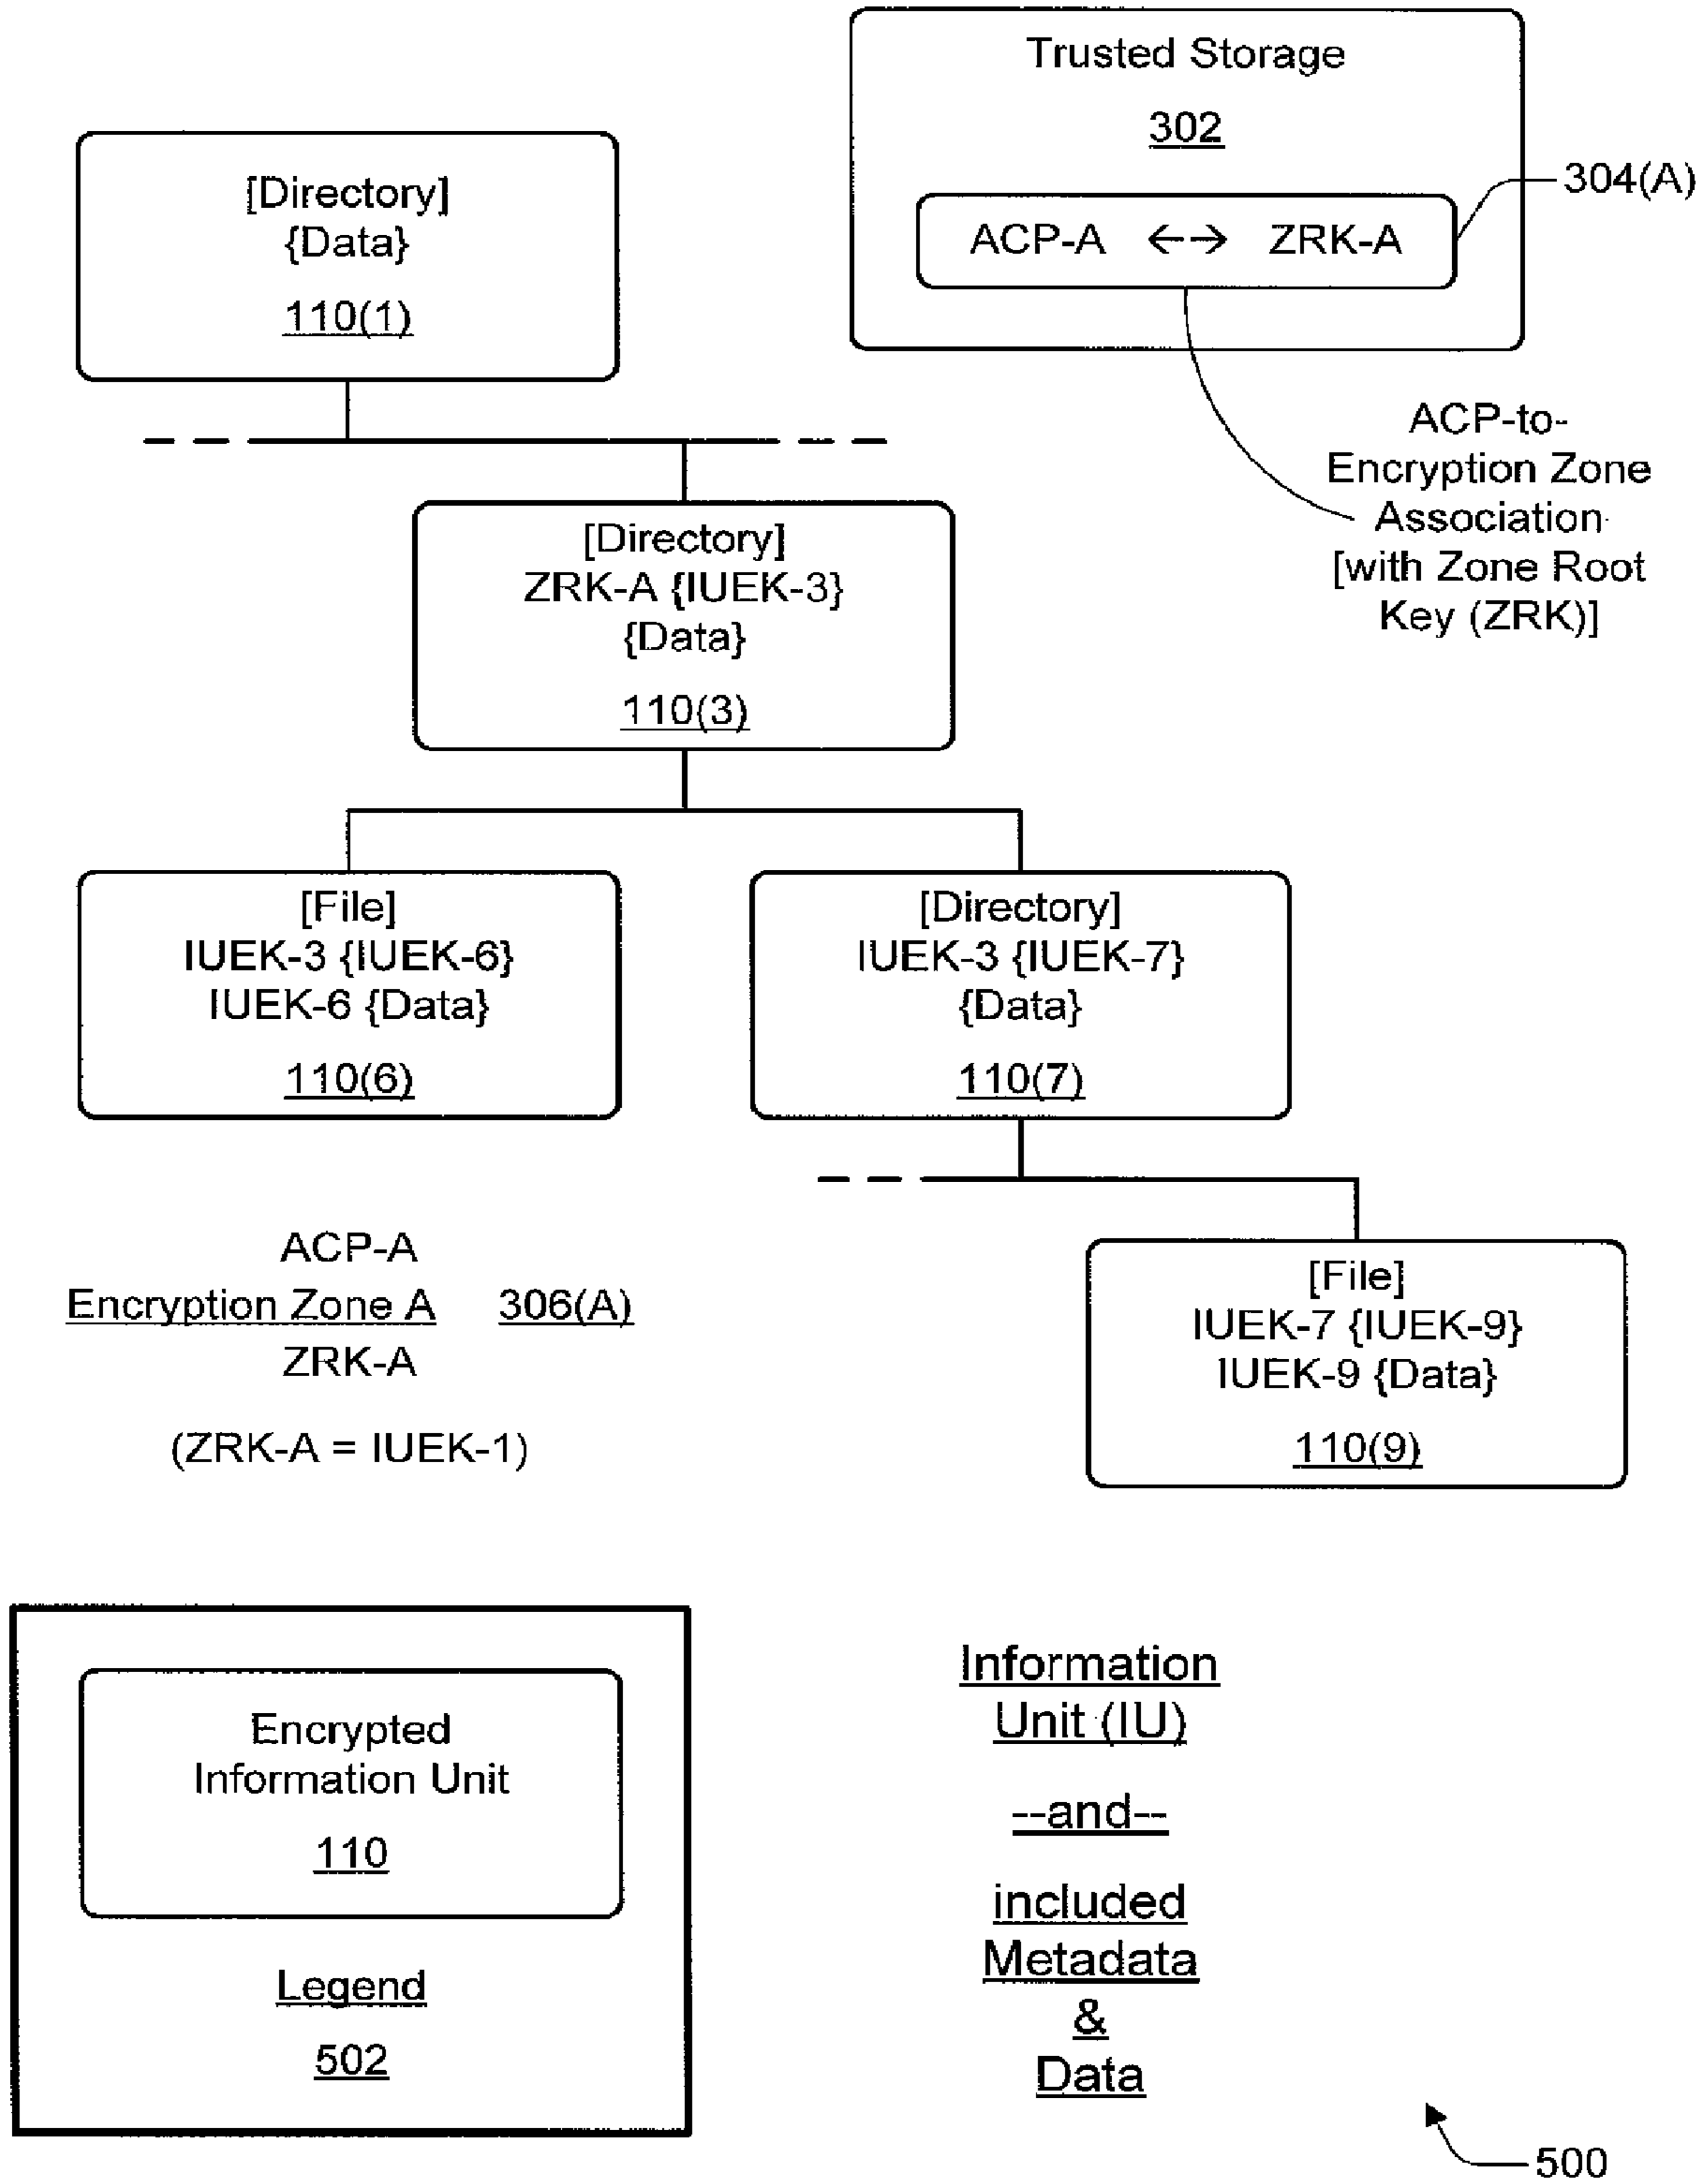 Trusted Storage
302
ACP-A <--> ZRK-A
304(A)
[Directory]
{Data}
110(1)
ACP-to-
Encryption Zone
Association
[with Zone Root
Key (ZRK)]
[Directory]
ZRK-A {IUEK-3}
{Data}
110(3)
[File]
IUEK-3 {IUEK-6}
IUEK-6 {Data}
110(6)
[Directory]
IUEK-3 {IUEK-7}
{Data}
110(7)
ACP-A
Encryption Zone A 306(A)
ZRK-A
(ZRK-A = IUEK-1)
[File]
IUEK-7 {IUEK-9}
IUEK-9 {Data}
110(9)
Encrypted
Information Unit
110
Legend
502
Information
Unit (IU)
--and--
included
Metadata
&
Data
500